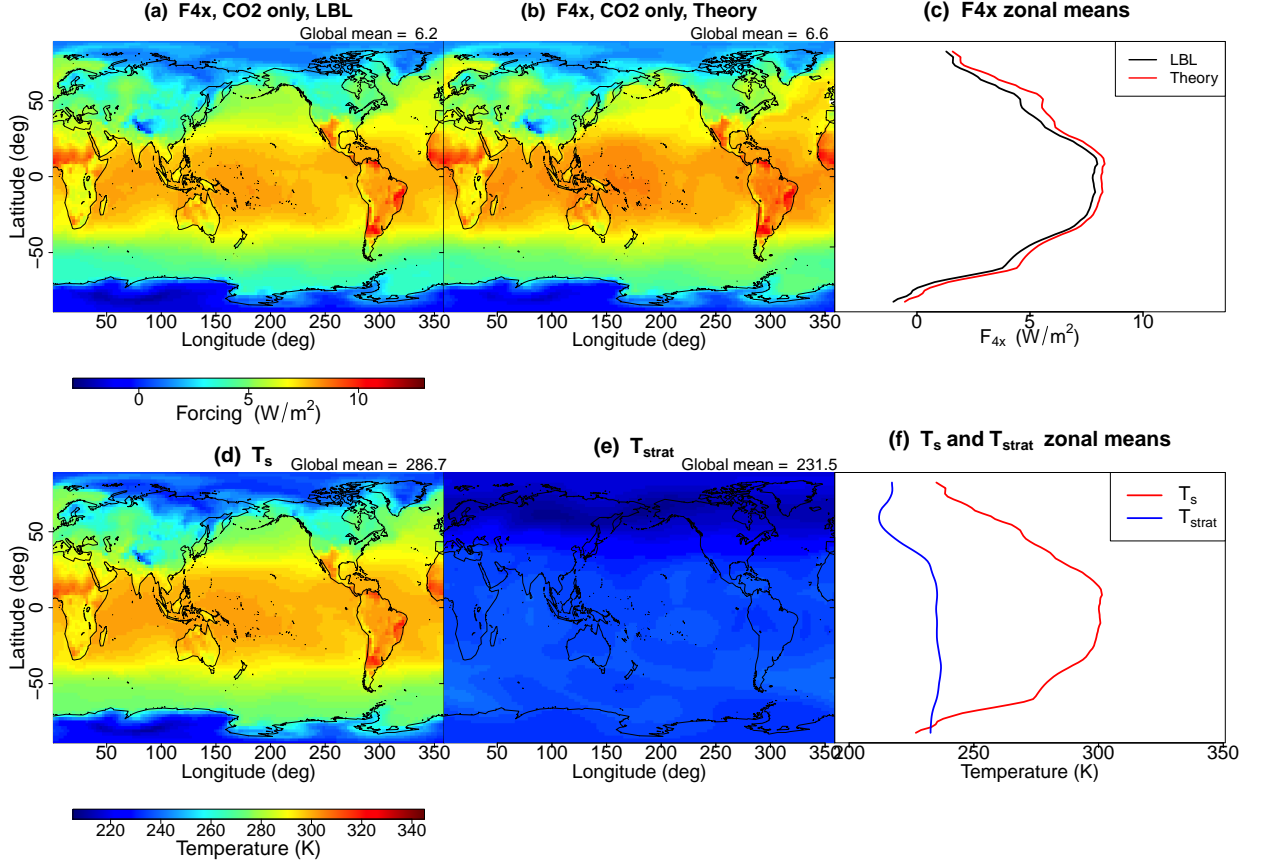 (a) F4x, CO2 only, LBL
Global mean = 6.2
(b) F4x, CO2 only, Theory
Global mean = 6.6
(c) F4x zonal means
LBL
Theory
Latitude (deg)
50
0
−50
50 100 150 200 250 300 350
Longitude (deg)
50 100 150 200 250 300 350
Longitude (deg)
0 5 10
F4x (W/m²)
0 5 10
Forcing (W/m²)
(d) Ts
Global mean = 286.7
(e) Tstrat
Global mean = 231.5
(f) Ts and Tstrat zonal means
Ts
Tstrat
Latitude (deg)
50
0
−50
50 100 150 200 250 300 350
Longitude (deg)
50 100 150 200 250 300 350
Longitude (deg)
200 250 300 350
Temperature (K)
220 240 260 280 300 320 340
Temperature (K)